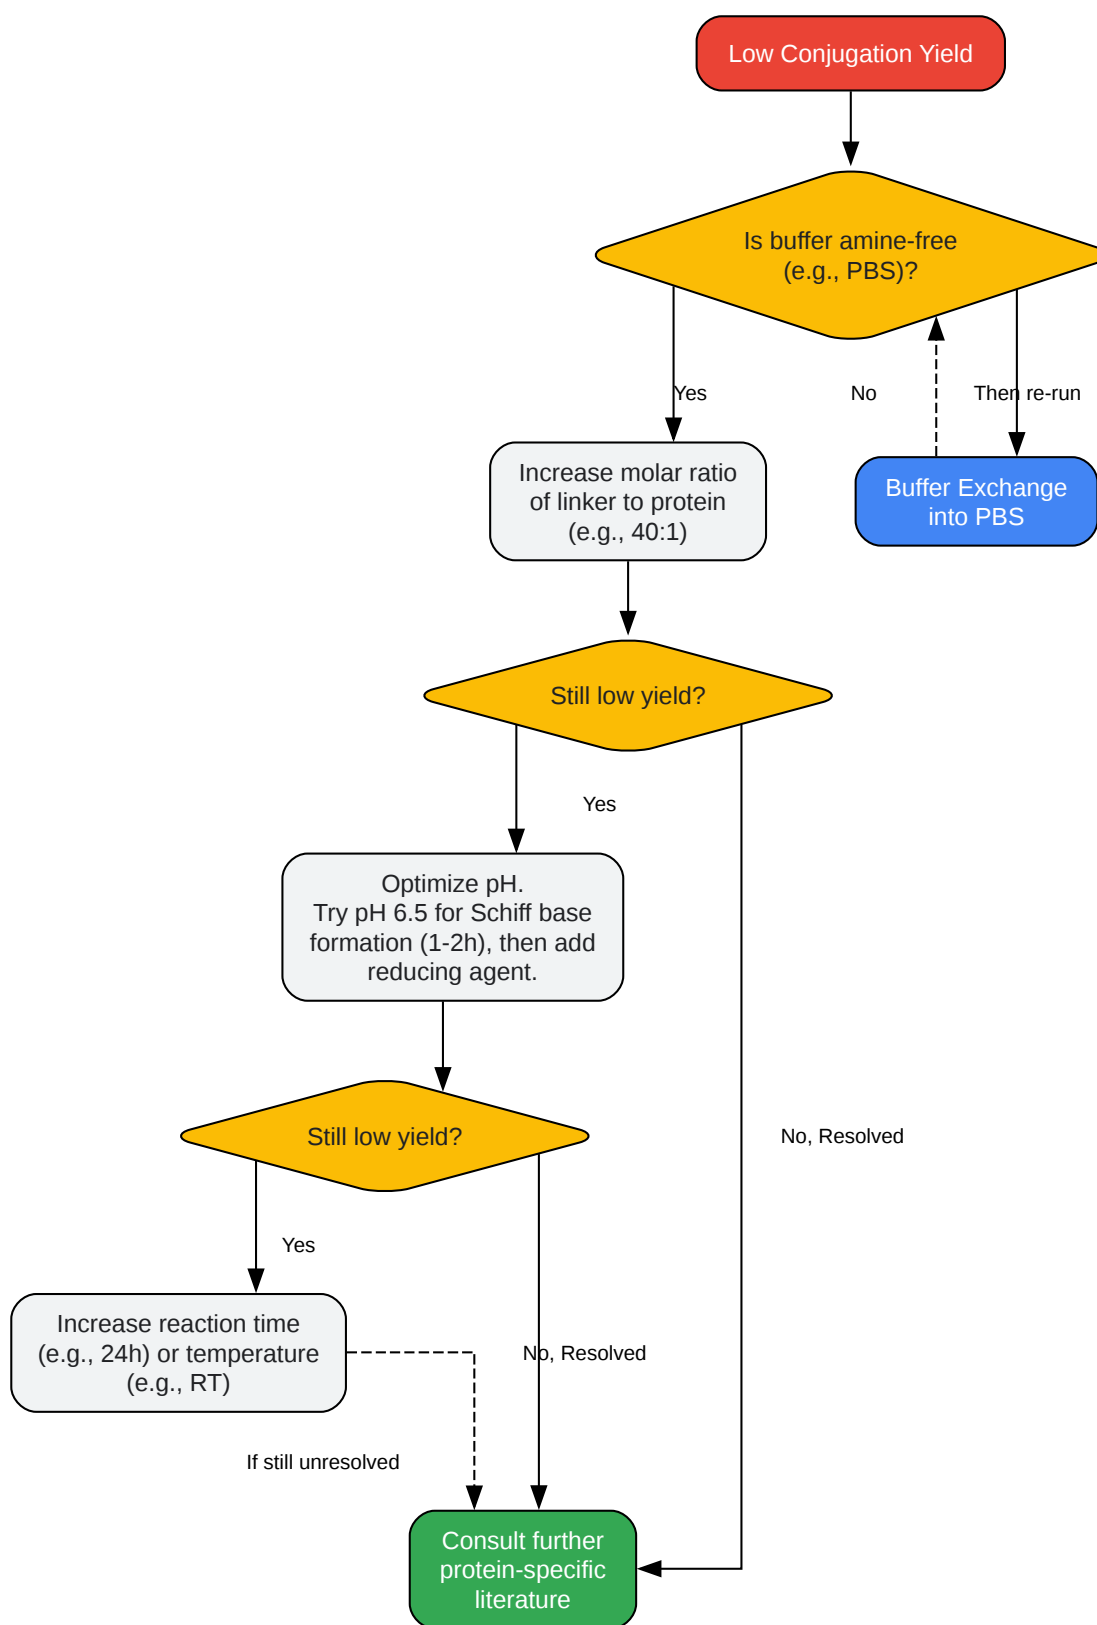 Low Conjugation Yield
Is buffer amine-free
(e.g., PBS)?
Yes
No
Then re-run
Increase molar ratio
of linker to protein
(e.g., 40:1)
Buffer Exchange
into PBS
Still low yield?
Yes
Optimize pH.
Try pH 6.5 for Schiff base
formation (1-2h), then add
reducing agent.
Still low yield?
No, Resolved
Yes
Increase reaction time
(e.g., 24h) or temperature
(e.g., RT)
No, Resolved
If still unresolved
Consult further
protein-specific
literature